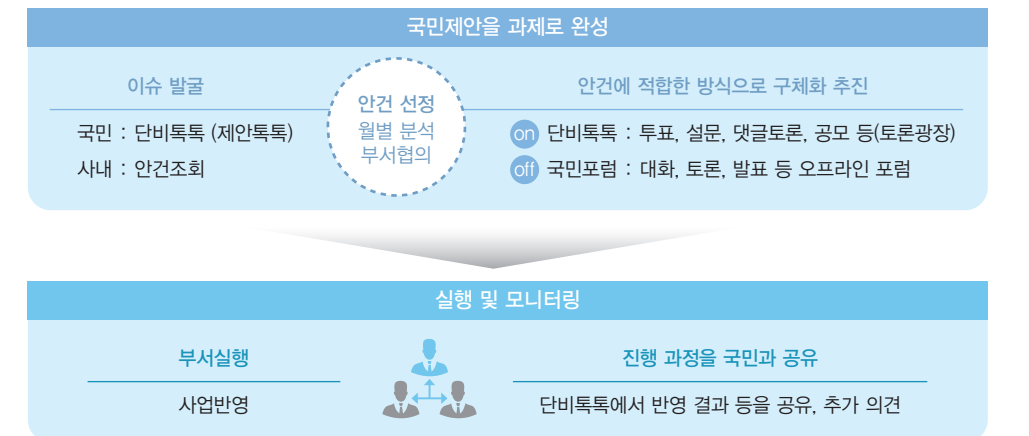 국민제안을 과제로 완성
이슈 발굴
국민 : 단비톡톡 (제안톡톡)
사내 : 안건조회
안건 선정
월별 분석
부서협의
안건에 적합한 방식으로 구체화 추진
on 단비톡톡 : 투표, 설문, 댓글토론, 공모 등(토론광장)
off 국민포럼 : 대화, 토론, 발표 등 오프라인 포럼
실행 및 모니터링
부서실행
사업반영
진행 과정을 국민과 공유
단비톡톡에서 반영 결과 등을 공유, 추가 의견